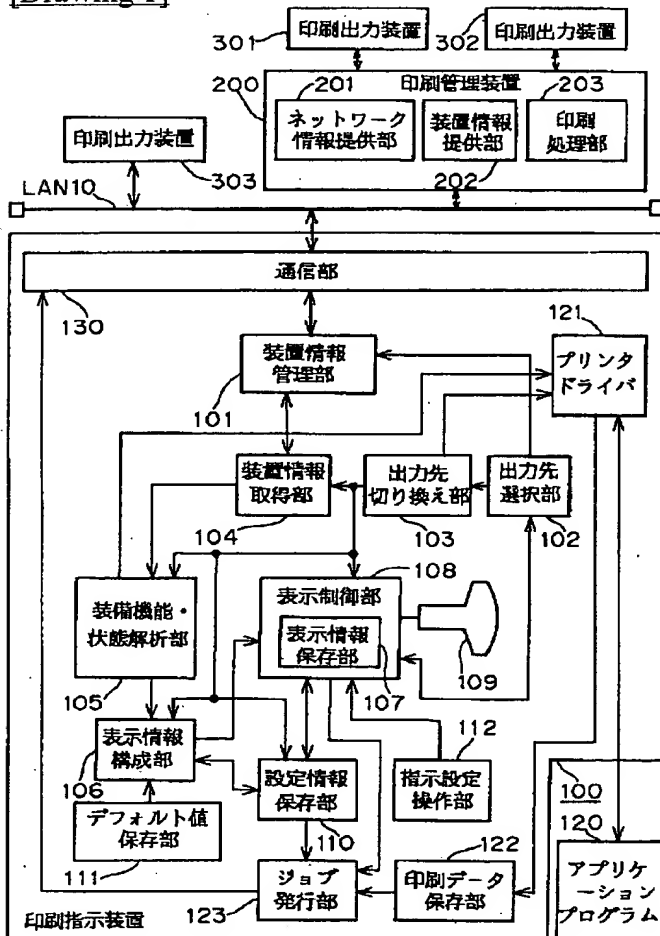 [Drawing 1]
301
印刷出力装置
302
印刷出力装置
200
201
印刷管理装置
203
ネットワーク
情報提供部
装置情報
提供部
印刷
処理部
202
印刷出力装置
303
LAN10
通信部
130
121
プリンタ
ドライバ
装置情報
管理部
101
装置情報
取得部
104
出力先
切り換え部
103
出力先
選択部
102
108
表示制御部
表示情報
保存部
107
109
装備機能・
状態解析部
105
表示情報
構成部
106
デフォルト値
保存部
111
設定情報
保存部
110
112
指示設定
操作部
100
120
アプリケ
ーション
プログラム
122
印刷データ
保存部
ジョブ
発行部
123
印刷指示装置